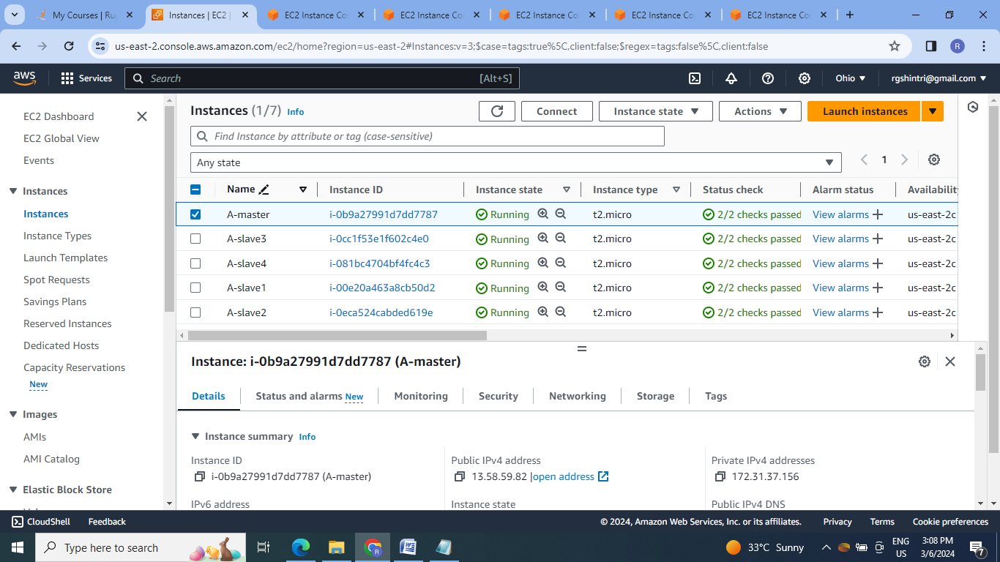 My Courses | Ru
Instances | EC2 |
EC2 Instance Co
EC2 Instance Co
EC2 Instance Co
EC2 Instance Co
EC2 Instance Co
us-east-2.console.aws.amazon.com/ec2/home?region=us-east-2#Instances:v=3;$case=tags:true%5C,client:false;$regex=tags:false%5C,client:false
R
aws
Services
Search
[Alt+S]
Ohio
rgshintri@gmail.com
EC2 Dashboard
EC2 Global View
Events
Instances
Instances
Instance Types
Launch Templates
Spot Requests
Savings Plans
Reserved Instances
Dedicated Hosts
Capacity Reservations
New
Images
AMIs
AMI Catalog
Elastic Block Store
Instances (1/7) Info
Connect
Instance state
Actions
Launch instances
Find Instance by attribute or tag (case-sensitive)
Any state
1
Name Instance ID Instance state Instance type Status check Alarm status Availability
A-master i-0b9a27991d7dd7787 Running t2.micro 2/2 checks passed View alarms us-east-2c
A-slave3 i-0cc1f53e1f602c4e0 Running t2.micro 2/2 checks passed View alarms us-east-2c
A-slave4 i-081bc4704bf4fc4c3 Running t2.micro 2/2 checks passed View alarms us-east-2c
A-slave1 i-00e20a463a8cb50d2 Running t2.micro 2/2 checks passed View alarms us-east-2c
A-slave2 i-0eca524cabded619e Running t2.micro 2/2 checks passed View alarms us-east-2c
Instance: i-0b9a27991d7dd7787 (A-master)
Details Status and alarms New Monitoring Security Networking Storage Tags
Instance summary Info
Instance ID
i-0b9a27991d7dd7787 (A-master)
IPv6 address
Public IPv4 address
13.58.59.82 |open address
Instance state
Private IPv4 addresses
172.31.37.156
Public IPv4 DNS
CloudShell Feedback
© 2024, Amazon Web Services, Inc. or its affiliates. Privacy Terms Cookie preferences
Type here to search
33°C Sunny
ENG
US
3:08 PM
3/6/2024
7